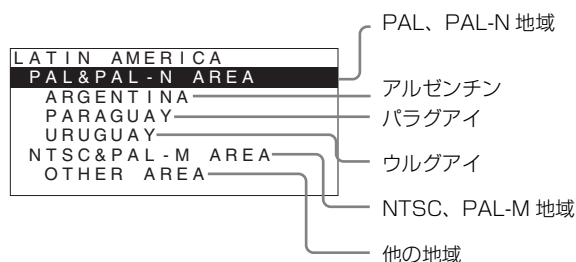 LATIN AMERICA
PAL&PAL-N AREA
ARGENTINA
PARAGUAY
URUGUAY
NTSC&PAL-M AREA
OTHER AREA
PAL、PAL-N 地域
アルゼンチン
パラグアイ
ウルグアイ
NTSC、PAL-M 地域
他の地域